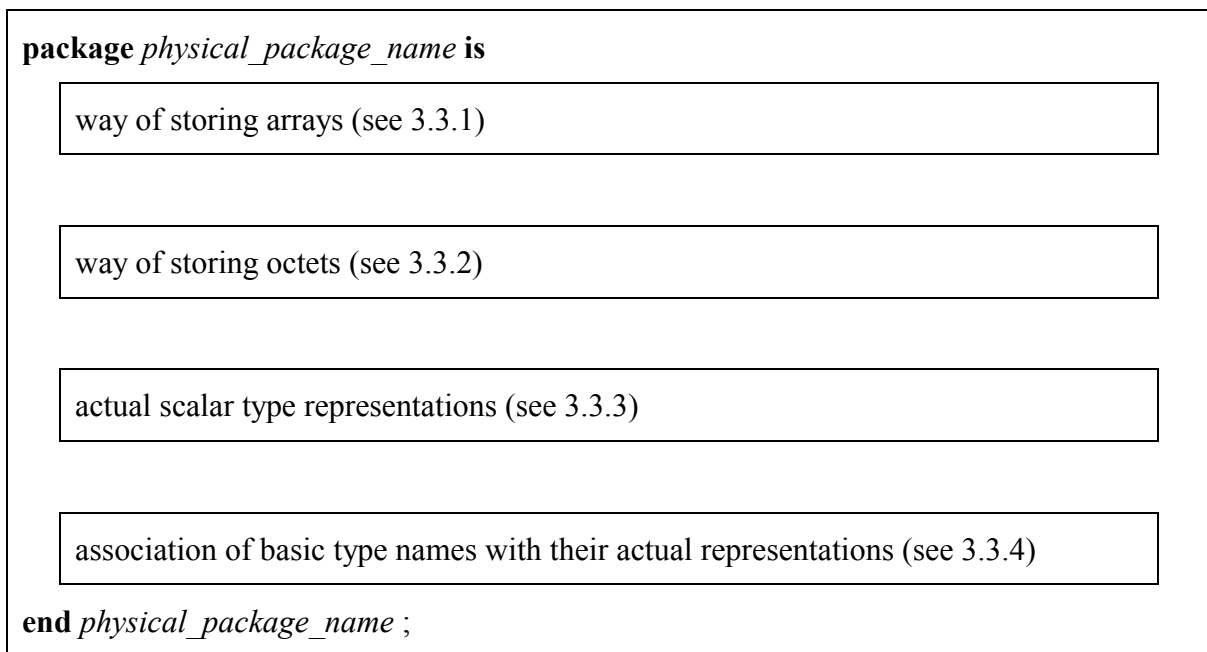 package physical_package_name is
way of storing arrays (see 3.3.1)
way of storing octets (see 3.3.2)
actual scalar type representations (see 3.3.3)
association of basic type names with their actual representations (see 3.3.4)
end physical_package_name ;